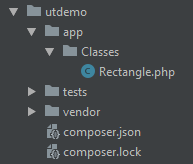 utdemo
app
Classes
Rectangle.php
tests
vendor
composer.json
composer.lock